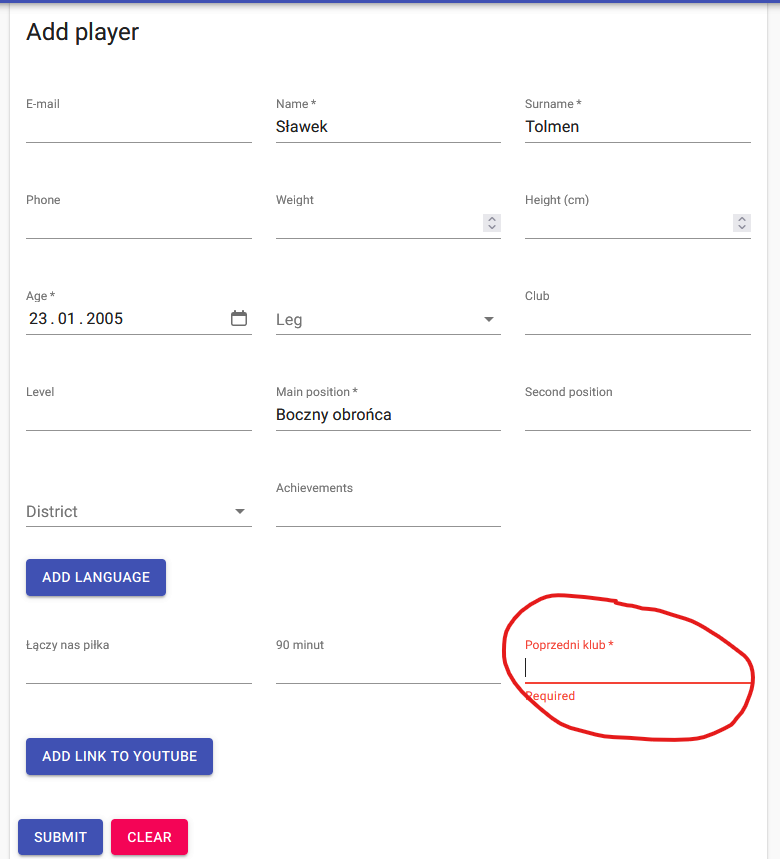 Add player
E-mail
Name *
Surname *
Sławek
Tolmen
Phone
Weight
Height (cm)
Age *
23.01.2005
Leg
Club
Level
Main position *
Second position
Boczny obrońca
District
Achievements
ADD LANGUAGE
Łączy nas piłka
90 minut
Poprzedni klub *
Required
ADD LINK TO YOUTUBE
SUBMIT
CLEAR